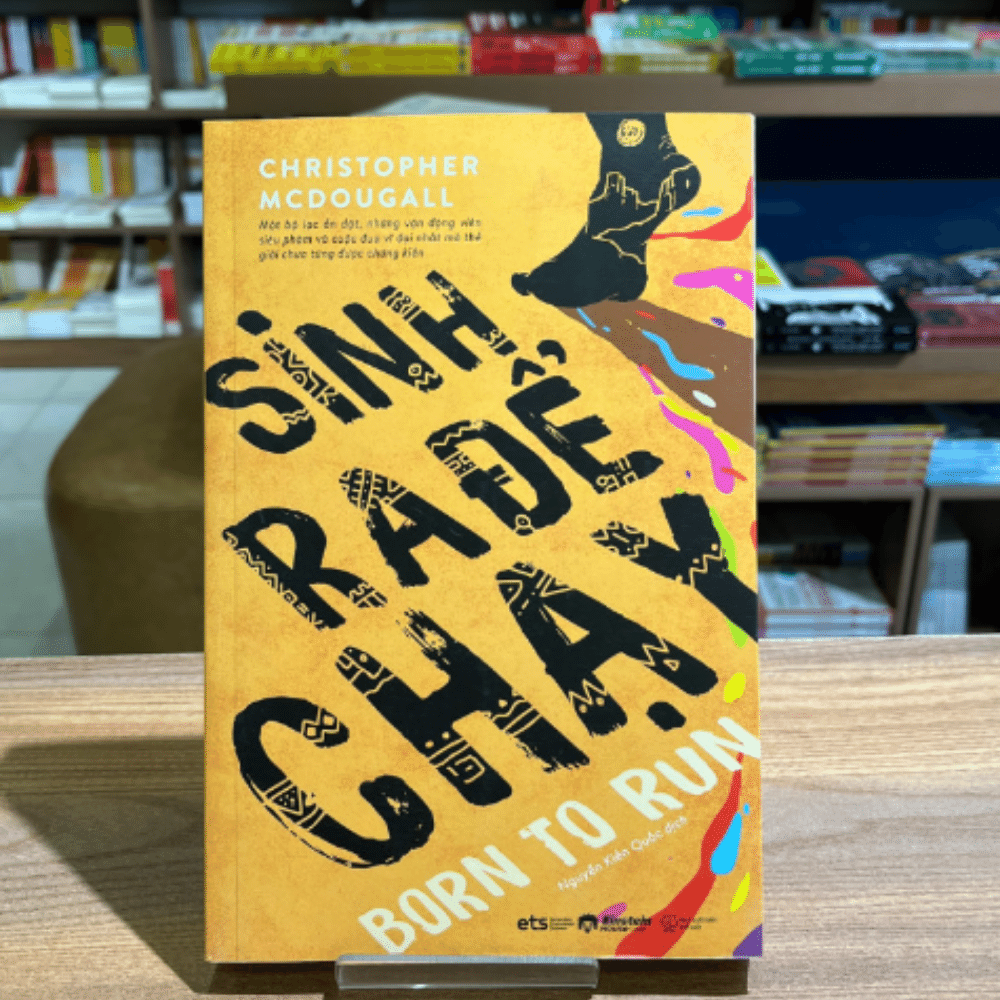 CHRISTOPHER
MCDOUGALL
Một bộ lạc ẩn dật, những vận động viên
siêu phàm và cuộc đua vĩ đại nhất mà thế
giới chưa từng được chứng kiến
SINH
RA ĐỂ
CHẠY
BORN TO RUN
Nguyễn Kiến Quốc dịch
ets Einstein